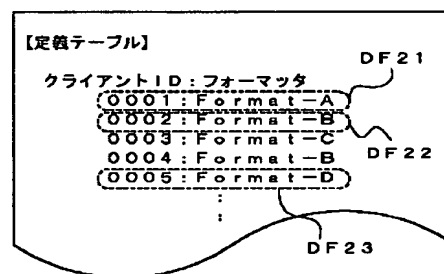 【定義テーブル】
DF21
クライアントID:フォーマッタ
0001:Format-A
0002:Format-B
DF22
0003:Format-C
0004:Format-B
0005:Format-D
:
:
DF23